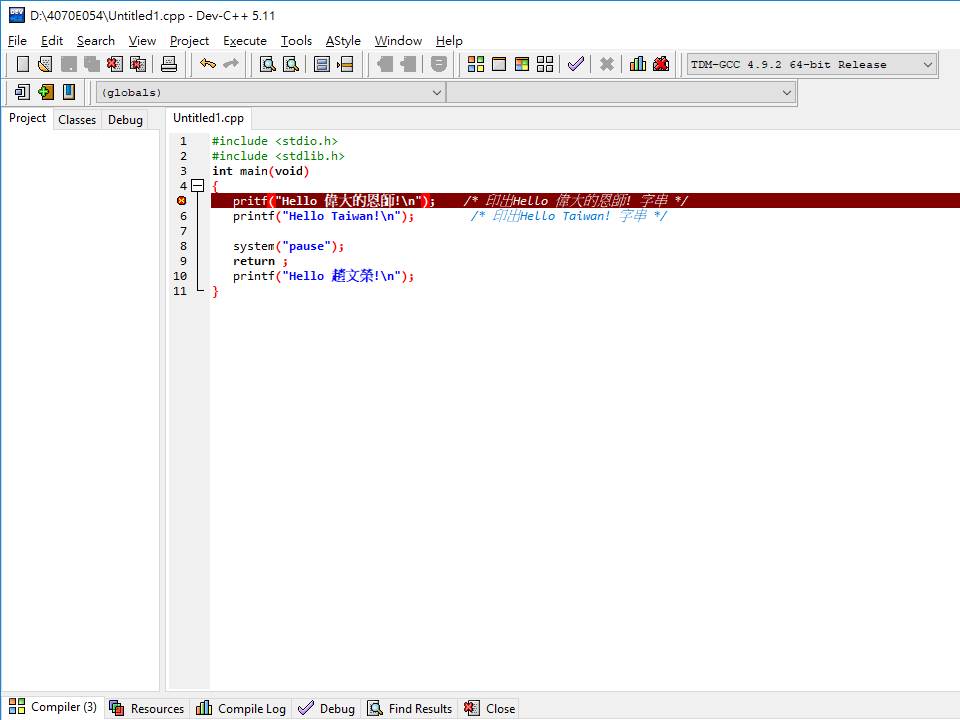 D:\4070E054\Untitled1.cpp - Dev-C++ 5.11
File Edit Search View Project Execute Tools AStyle Window Help
TDM-GCC 4.9.2 64-bit Release
(globals)
Project Classes Debug Untitled1.cpp
1 #include <stdio.h>
2 #include <stdlib.h>
3 int main(void)
4 {
pritf("Hello 偉大的恩師!\n"); /* 印出Hello 偉大的恩師! 字串 */
6 printf("Hello Taiwan!\n"); /* 印出Hello Taiwan! 字串 */
7
8 system("pause");
9 return ;
10 printf("Hello 趙文榮!\n");
11 }
Compiler (3) Resources Compile Log Debug Find Results Close